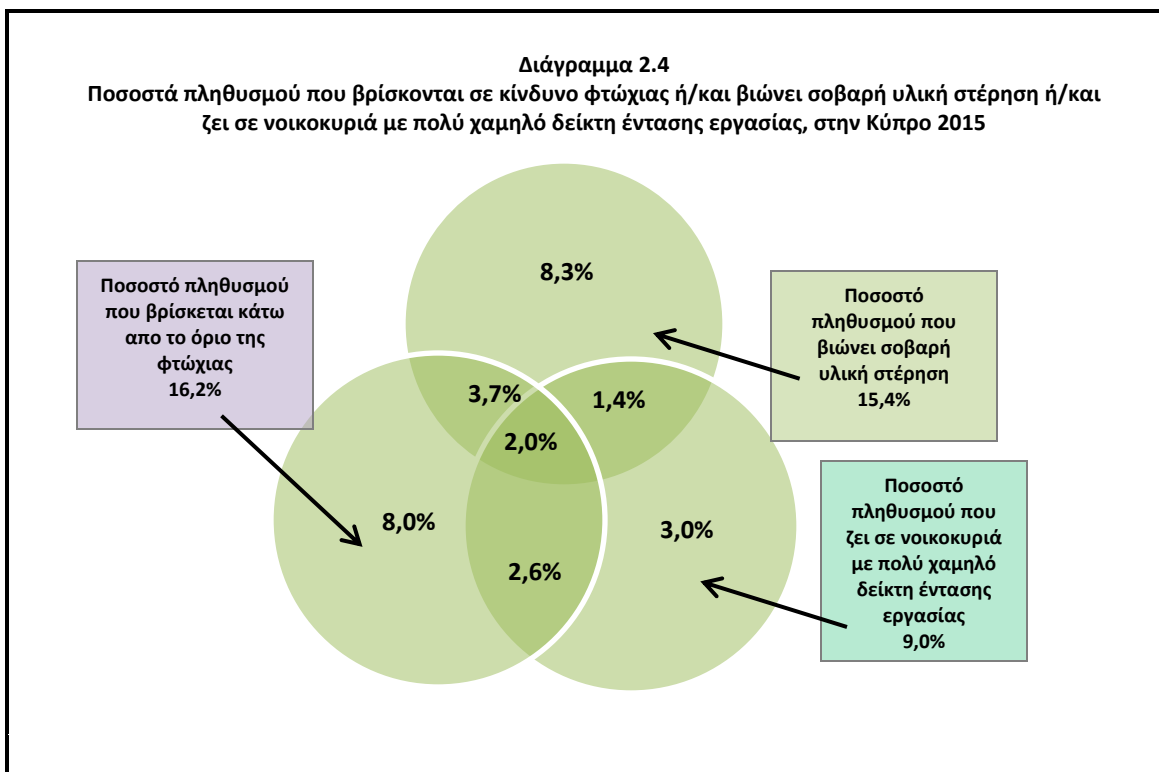 Διάγραμμα 2.4
Ποσοστά πληθυσμού που βρίσκονται σε κίνδυνο φτώχιας ή/και βιώνει σοβαρή υλική στέρηση ή/και
ζει σε νοικοκυριά με πολύ χαμηλό δείκτη έντασης εργασίας, στην Κύπρο 2015
8,3%
Ποσοστό πληθυσμού
που βρίσκεται κάτω
απο το όριο της
φτώχιας
16,2%
Ποσοστό
πληθυσμού που
βιώνει σοβαρή
υλική στέρηση
15,4%
3,7%
1,4%
2,0%
8,0%
3,0%
2,6%
Ποσοστό
πληθυσμού που
ζει σε νοικοκυριά
με πολύ χαμηλό
δείκτη έντασης
εργασίας
9,0%